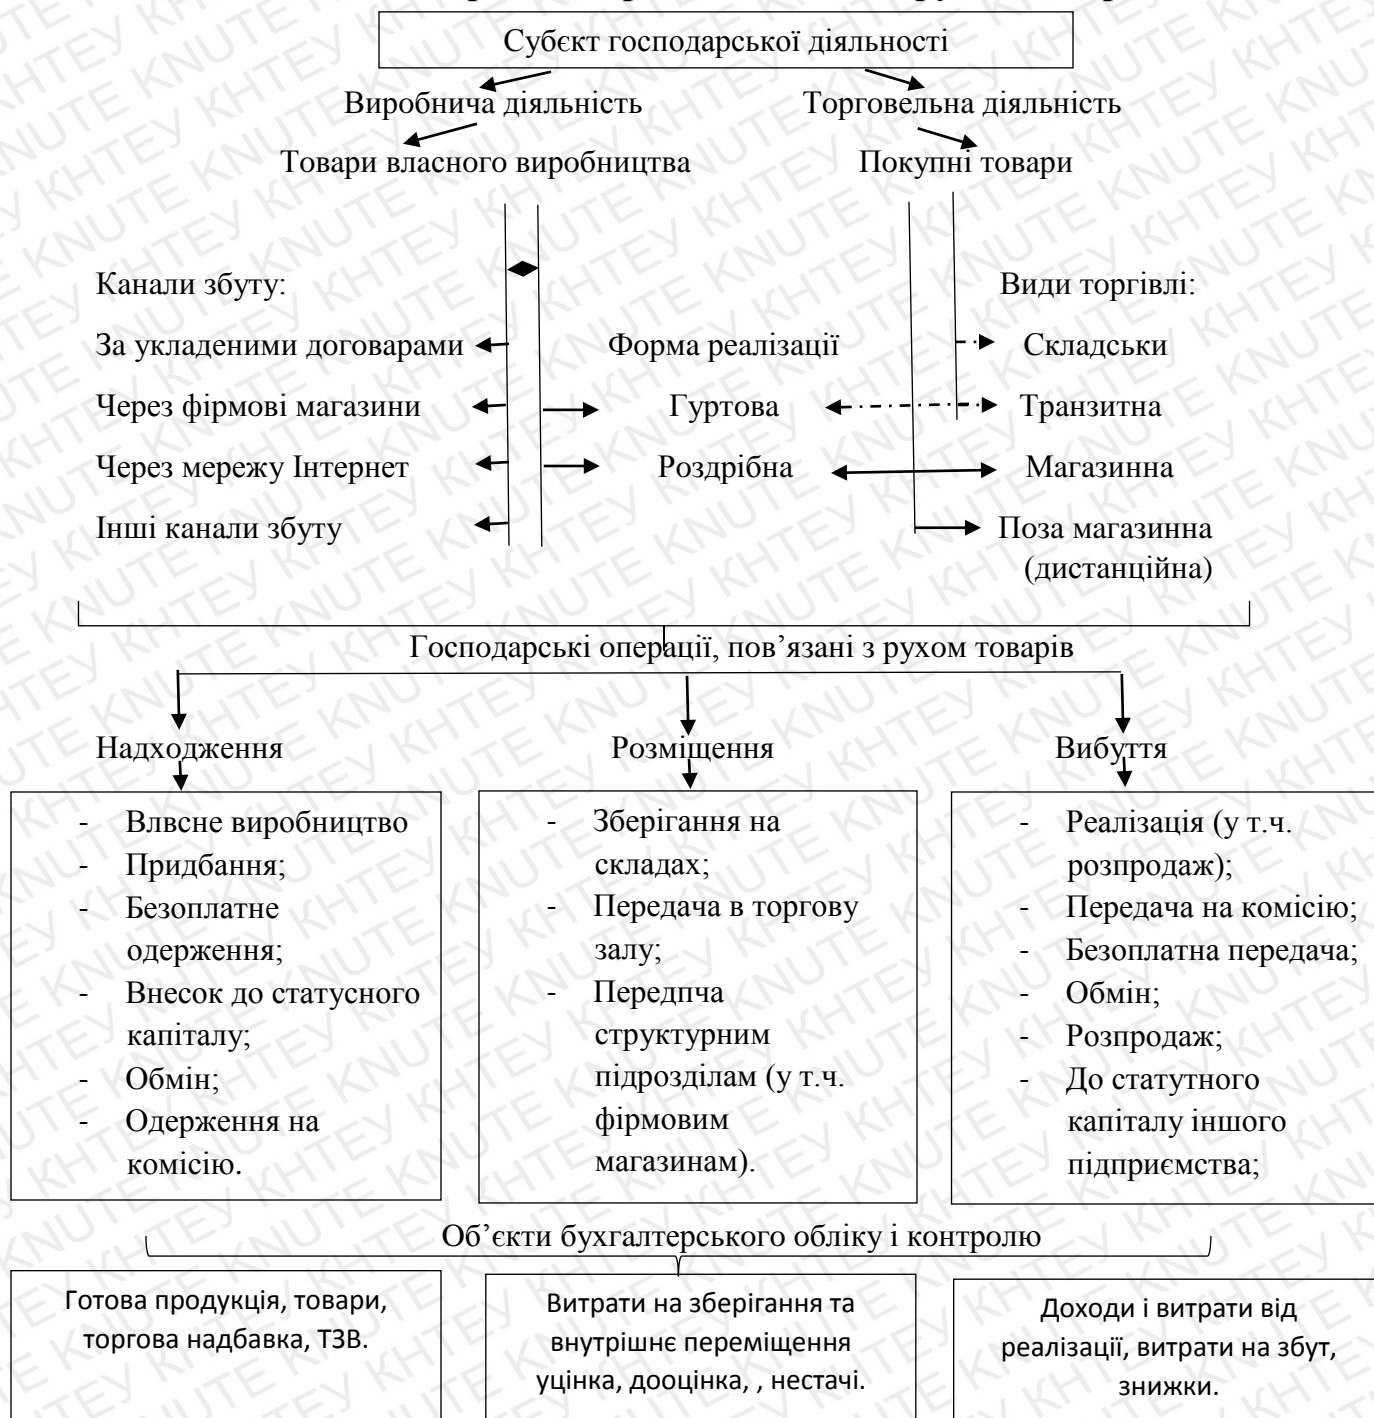 Субєкт господарської діяльності
Виробнича діяльність
Торговельна діяльність
Товари власного виробництва
Покупні товари
Канали збуту:
Види торгівлі:
За укладеними договарами
Форма реалізації
Складськи
Через фірмові магазини
Гуртова
Транзитна
Через мережу Інтернет
Роздрібна
Магазинна
Інші канали збуту
Поза магазинна
(дистанційна)
Господарські операції, пов’язані з рухом товарів
Надходження
Розміщення
Вибуття
- Влвсне виробництво
- Придбання;
- Безоплатне
одерження;
- Внесок до статусного
капіталу;
- Обмін;
- Одерження на
комісію.
- Зберігання на
складах;
- Передача в торгову
залу;
- Передпча
структурним
підрозділам (у т.ч.
фірмовим
магазинам).
- Реалізація (у т.ч.
розпродаж);
- Передача на комісію;
- Безоплатна передача;
- Обмін;
- Розпродаж;
- До статутного
капіталу іншого
підприємства;
Об’єкти бухгалтерського обліку і контролю
Готова продукція, товари,
торгова надбавка, ТЗВ.
Витрати на зберігання та
внутрішнє переміщення
уцінка, дооцінка, , нестачі.
Доходи і витрати від
реалізації, витрати на збут,
знижки.